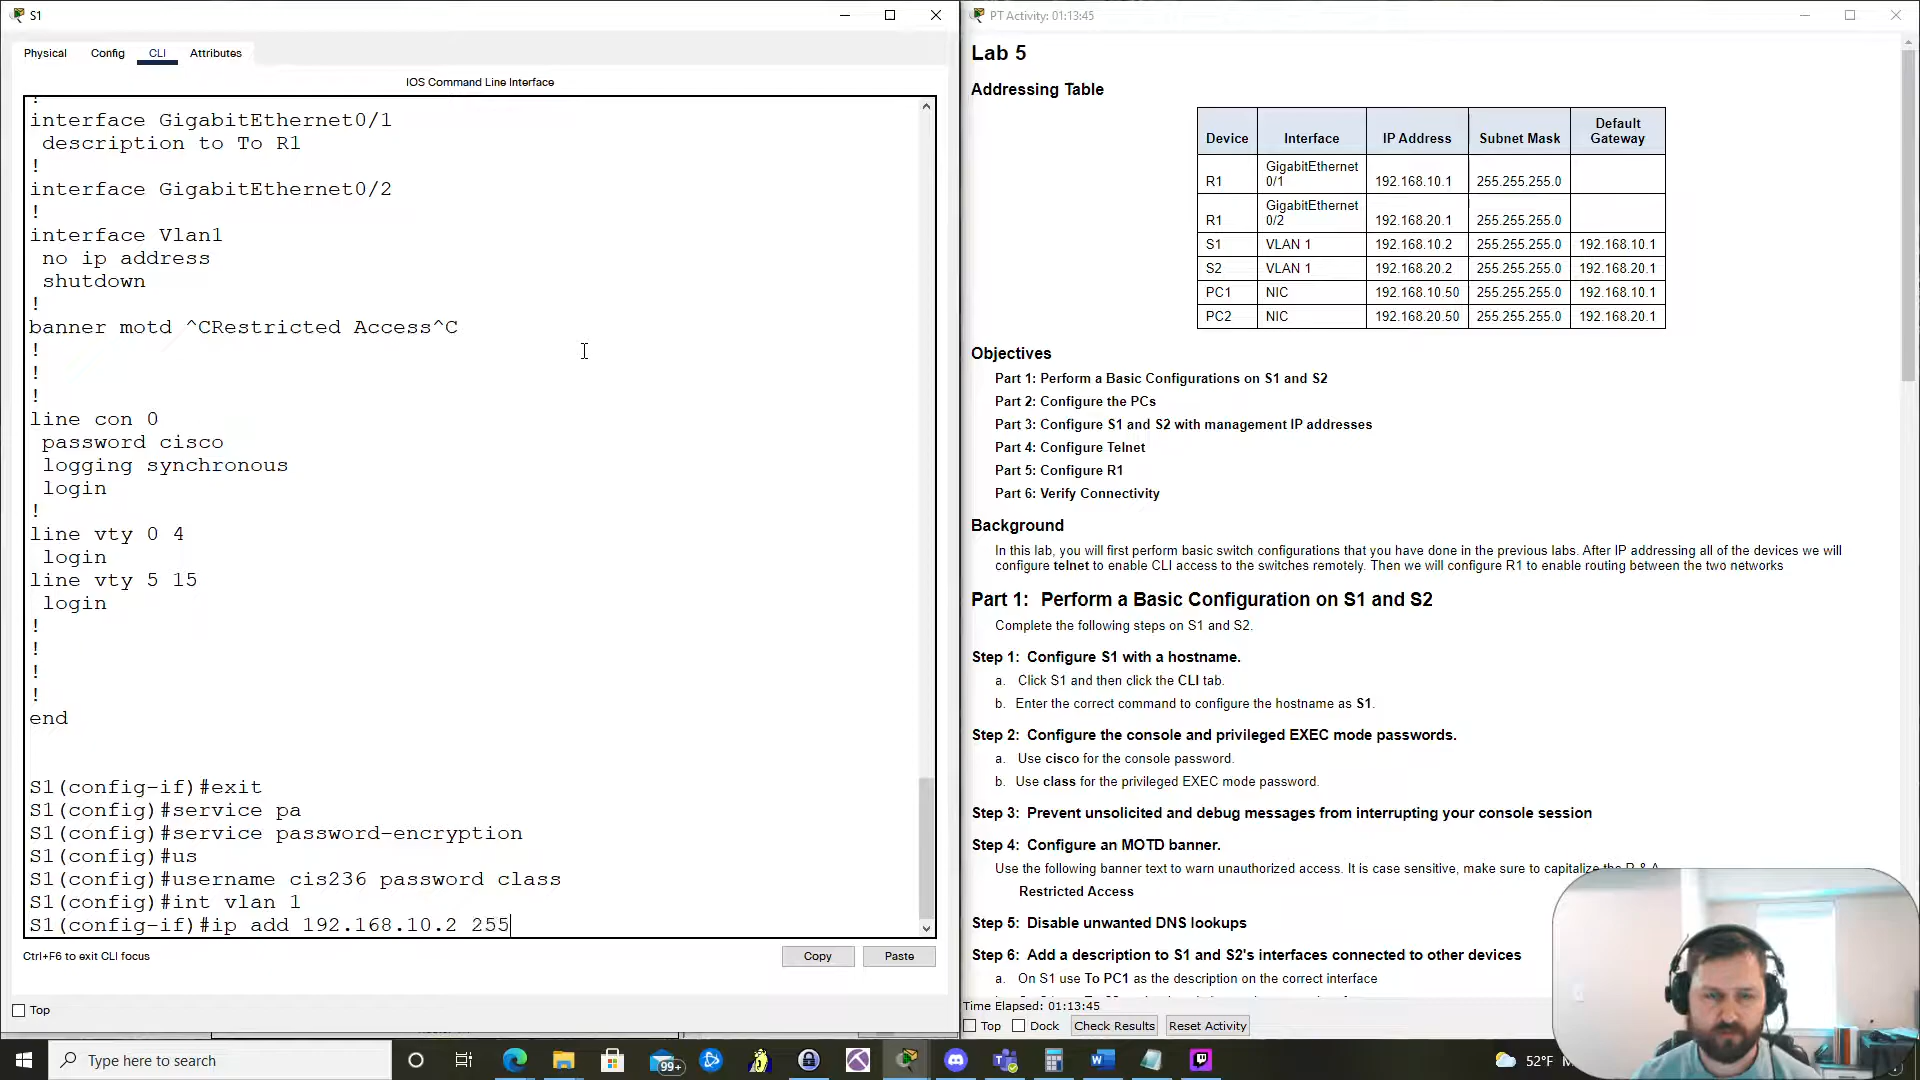 S1
Physical
Config
CLI
Attributes
IOS Command Line Interface
!
interface GigabitEthernet0/1
description to To R1
!
interface GigabitEthernet0/2
!
interface Vlan1
no ip address
shutdown
!
banner motd ^CRestricted Access^C
!
!
!
line con 0
password cisco
logging synchronous
login
!
line vty 0 4
login
line vty 5 15
login
!
!
!
!
end
S1(config-if)#exit
S1(config)#service pa
S1(config)#service password-encryption
S1(config)#us
S1(config)#username cis236 password class
S1(config)#int vlan 1
S1(config-if)#ip add 192.168.10.2 255
Ctrl+F6 to exit CLI focus
Copy
Paste
Top
PT Activity: 01:13:45
Lab 5
Addressing Table
Device Interface IP Address Subnet Mask Default Gateway
R1 GigabitEthernet 0/1 192.168.10.1 255.255.255.0
R1 GigabitEthernet 0/2 192.168.20.1 255.255.255.0
S1 VLAN 1 192.168.10.2 255.255.255.0 192.168.10.1
S2 VLAN 1 192.168.20.2 255.255.255.0 192.168.20.1
PC1 NIC 192.168.10.50 255.255.255.0 192.168.10.1
PC2 NIC 192.168.20.50 255.255.255.0 192.168.20.1
Objectives
Part 1: Perform a Basic Configurations on S1 and S2
Part 2: Configure the PCs
Part 3: Configure S1 and S2 with management IP addresses
Part 4: Configure Telnet
Part 5: Configure R1
Part 6: Verify Connectivity
Background
In this lab, you will first perform basic switch configurations that you have done in the previous labs. After IP addressing all of the devices we will
configure telnet to enable CLI access to the switches remotely. Then we will configure R1 to enable routing between the two networks
Part 1: Perform a Basic Configuration on S1 and S2
Complete the following steps on S1 and S2.
Step 1: Configure S1 with a hostname.
a. Click S1 and then click the CLI tab.
b. Enter the correct command to configure the hostname as S1.
Step 2: Configure the console and privileged EXEC mode passwords.
a. Use cisco for the console password.
b. Use class for the privileged EXEC mode password.
Step 3: Prevent unsolicited and debug messages from interrupting your console session
Step 4: Configure an MOTD banner.
Use the following banner text to warn unauthorized access. It is case sensitive, make sure to capitalize the R & A
Restricted Access
Step 5: Disable unwanted DNS lookups
Step 6: Add a description to S1 and S2's interfaces connected to other devices
a. On S1 use To PC1 as the description on the correct interface
Time Elapsed: 01:13:45
Top
Dock
Check Results
Reset Activity
Type here to search
99+
52°F